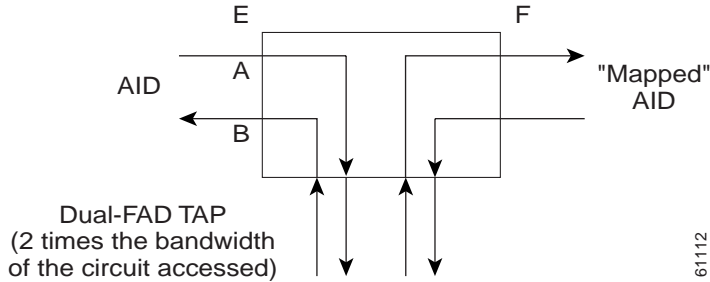 E
F
A
AID
B
"Mapped"
AID
Dual-FAD TAP
(2 times the bandwidth
of the circuit accessed)
61112